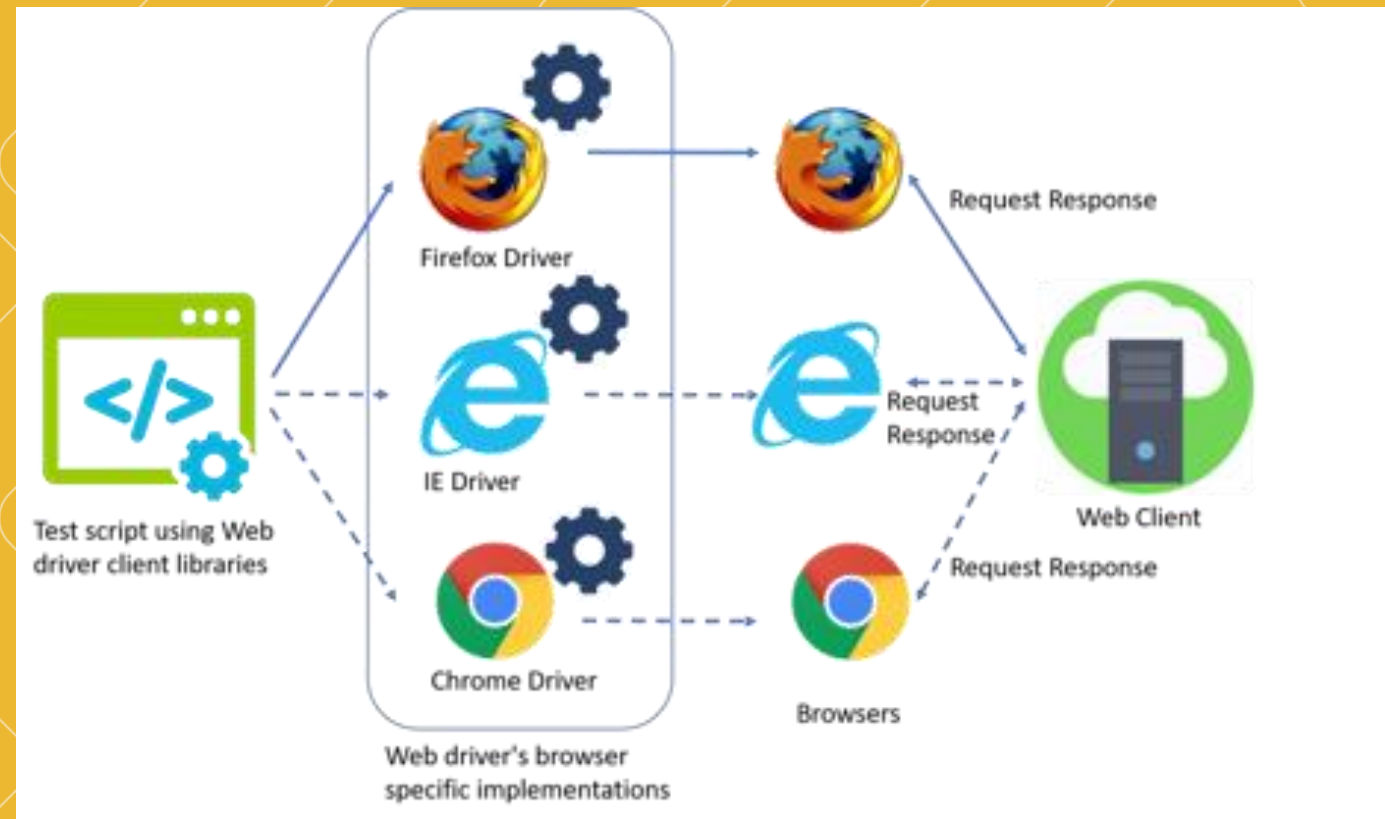 Request Response
Firefox Driver
Request
Response
IE Driver
Test script using Web
driver client libraries
Web Client
Request Response
Chrome Driver
Browsers
Web driver's browser
specific implementations